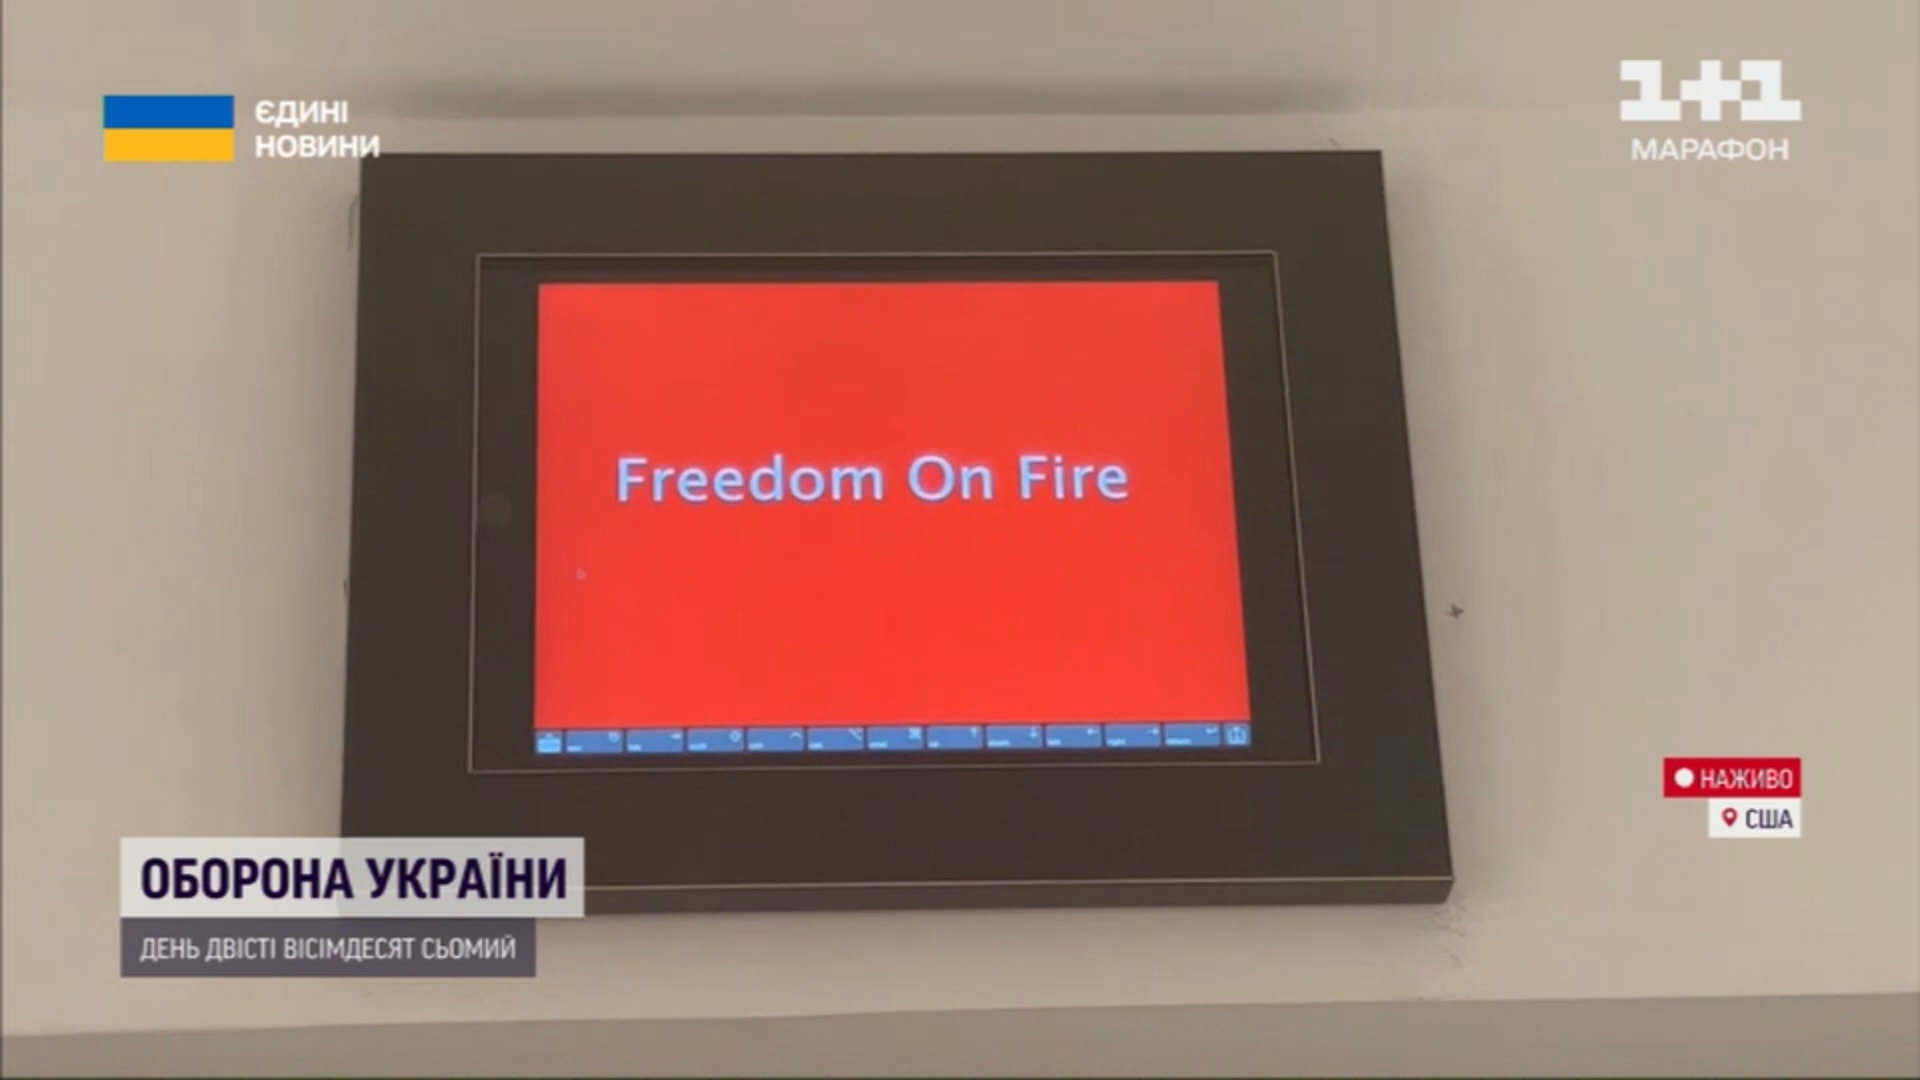 ЄДИНІ
НОВИНИ
1+1
МАРАФОН
Freedom On Fire
НАЖИВО
США
ОБОРОНА УКРАЇНИ
ДЕНЬ ДВІСТІ ВІСІМДЕСЯТ СЬОМИЙ